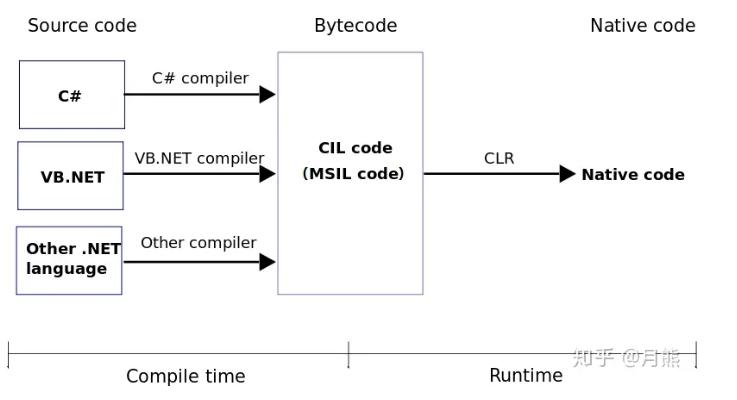 Source code
Bytecode
Native code
C#
C# compiler
VB.NET
VB.NET compiler
CIL code
(MSIL code)
CLR
Native code
Other .NET
language
Other compiler
知乎 @月熊
Compile time
Runtime